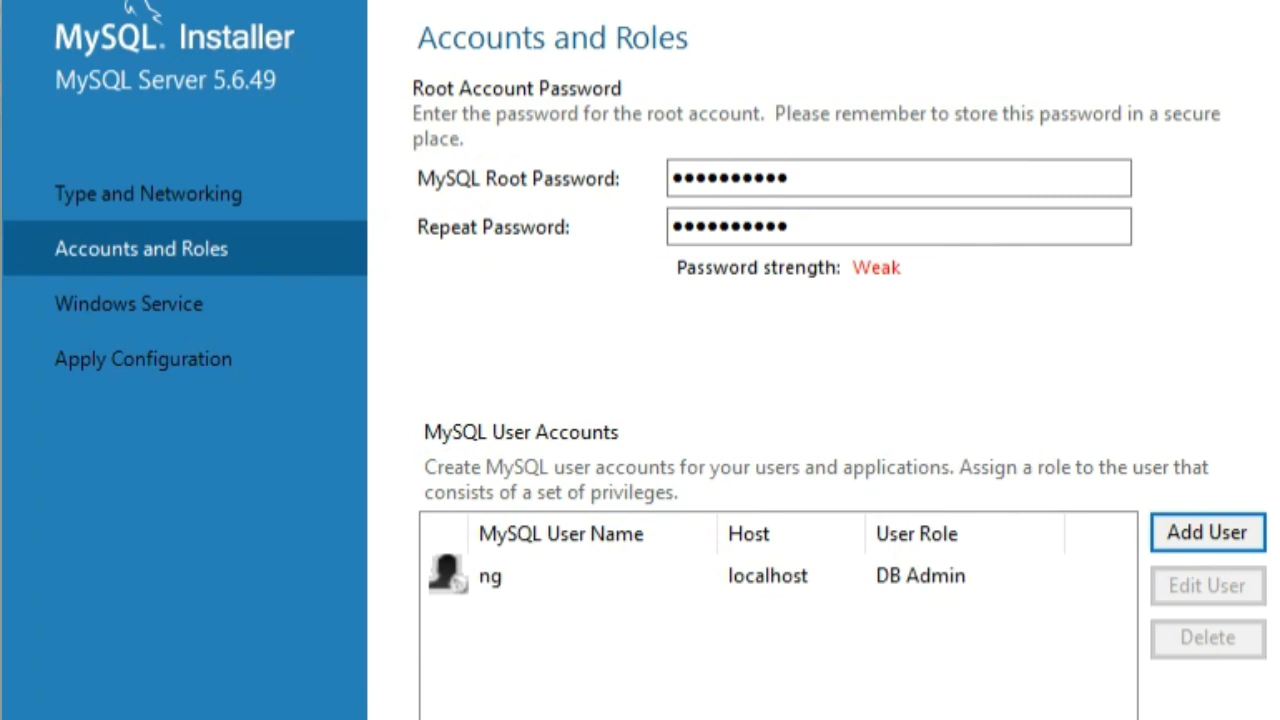 MySQL. Installer
MySQL Server 5.6.49
Type and Networking
Accounts and Roles
Windows Service
Apply Configuration
Accounts and Roles
Root Account Password
Enter the password for the root account. Please remember to store this password in a secure
place.
MySQL Root Password: ●●●●●●●●●●
Repeat Password: ●●●●●●●●●●
Password strength: Weak
MySQL User Accounts
Create MySQL user accounts for your users and applications. Assign a role to the user that
consists of a set of privileges.
MySQL User Name Host User Role
ng localhost DB Admin
Add User
Edit User
Delete